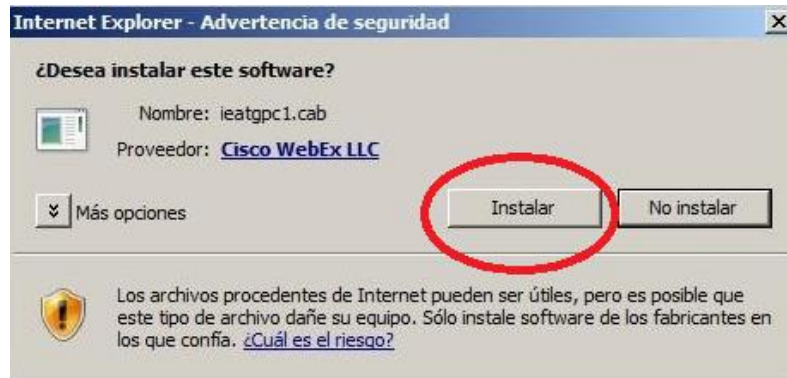 Internet Explorer - Advertencia de seguridad
¿Desea instalar este software?
Nombre: ieatgpc1.cab
Proveedor: Cisco WebEx LLC
Más opciones
Instalar
No instalar
Los archivos procedentes de Internet pueden ser útiles, pero es posible que
este tipo de archivo dañe su equipo. Sólo instale software de los fabricantes en
los que confía. ¿Cuál es el riesgo?